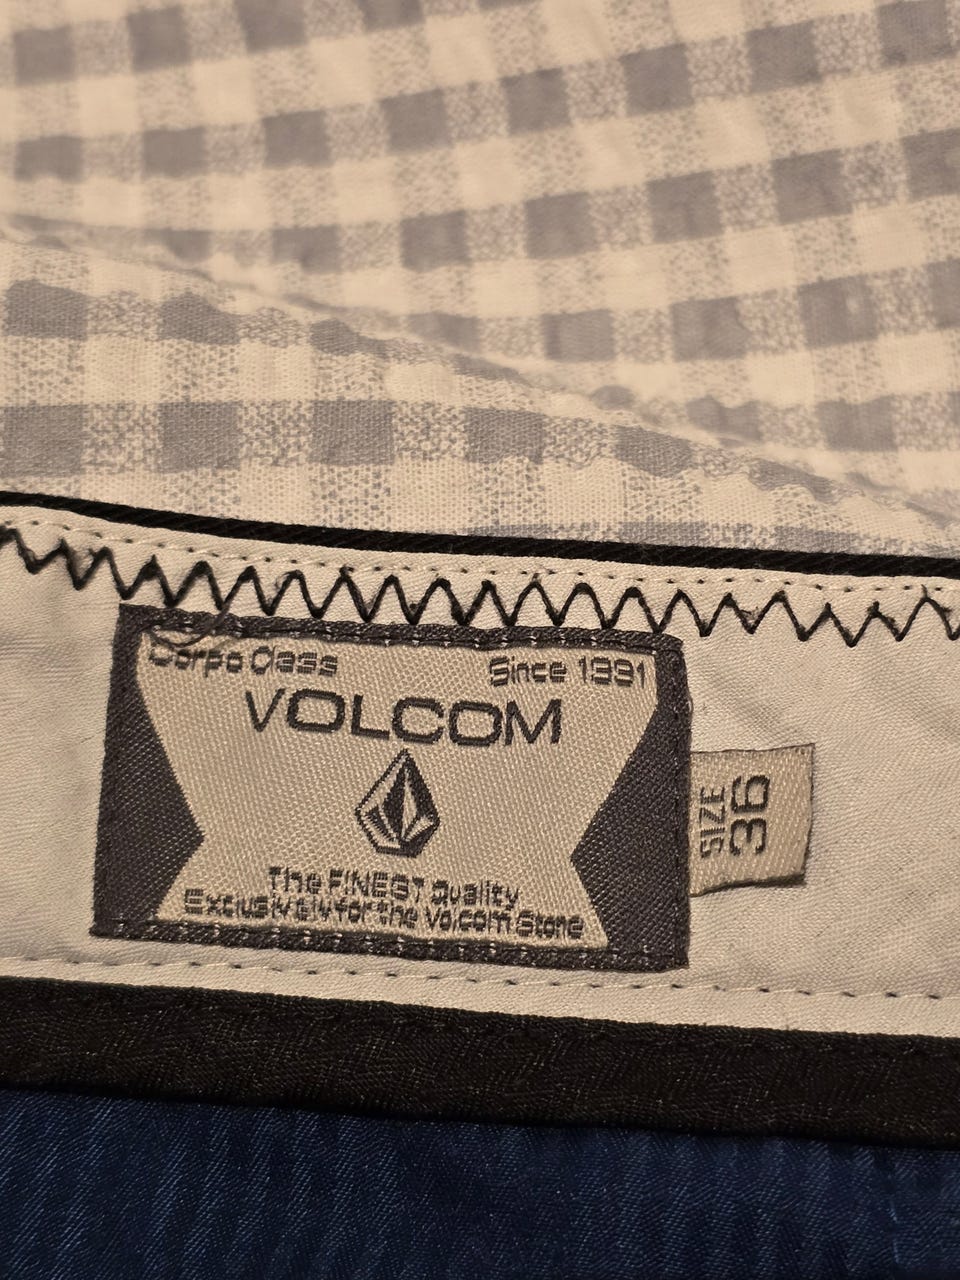 Corpo Class
Since 1991
VOLCOM
The FINEST Quality
Exclusively for the Volcom Stone
SIZE
36